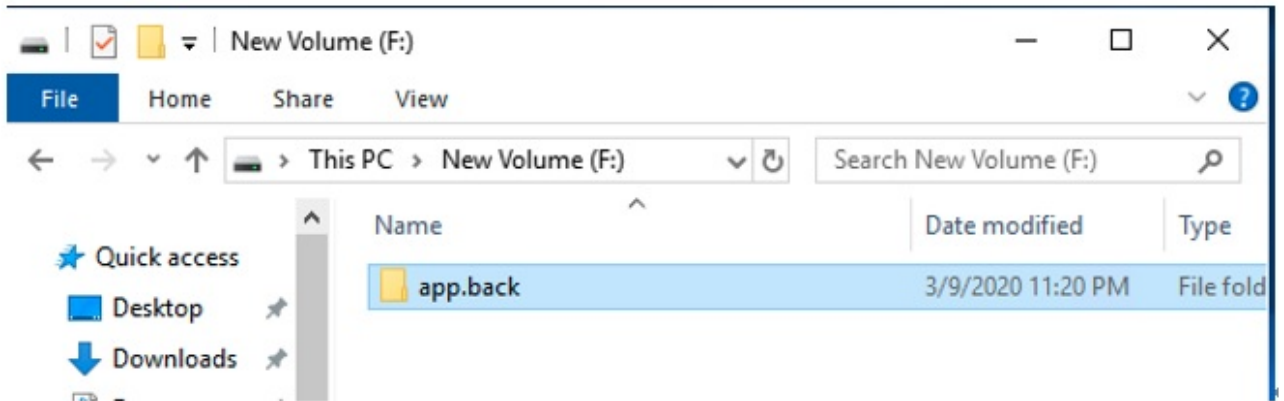 New Volume (F:)
File Home Share View
This PC > New Volume (F:) Search New Volume (F:)
Name Date modified Type
Quick access
app.back 3/9/2020 11:20 PM File fold
Desktop
Downloads